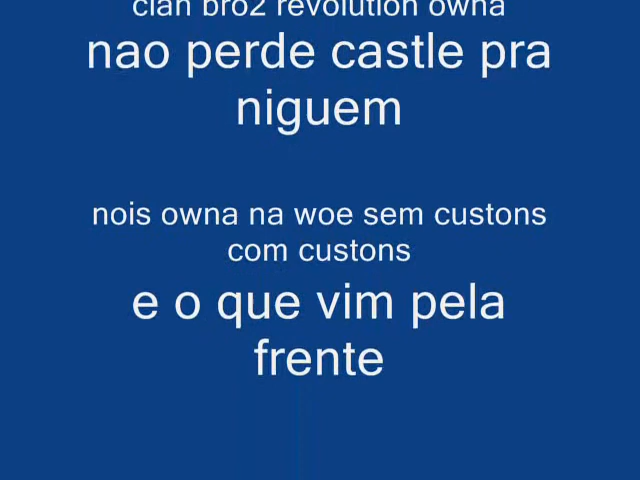 clan bro2 revolution owna
nao perde castle pra
niguem
nois owna na woe sem custons
com custons
e o que vim pela
frente